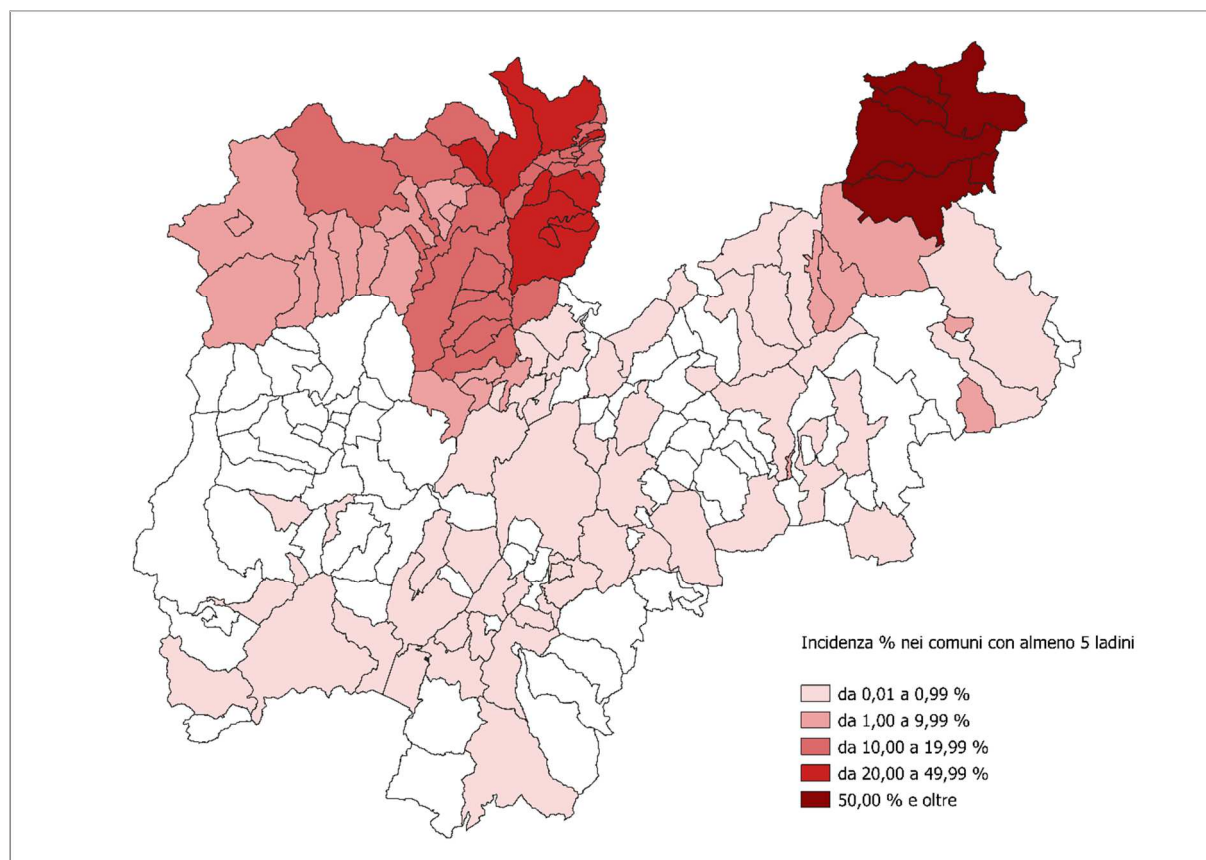 Incidenza % nei comuni con almeno 5 ladini
da 0,01 a 0,99 %
da 1,00 a 9,99 %
da 10,00 a 19,99 %
da 20,00 a 49,99 %
50,00 % e oltre